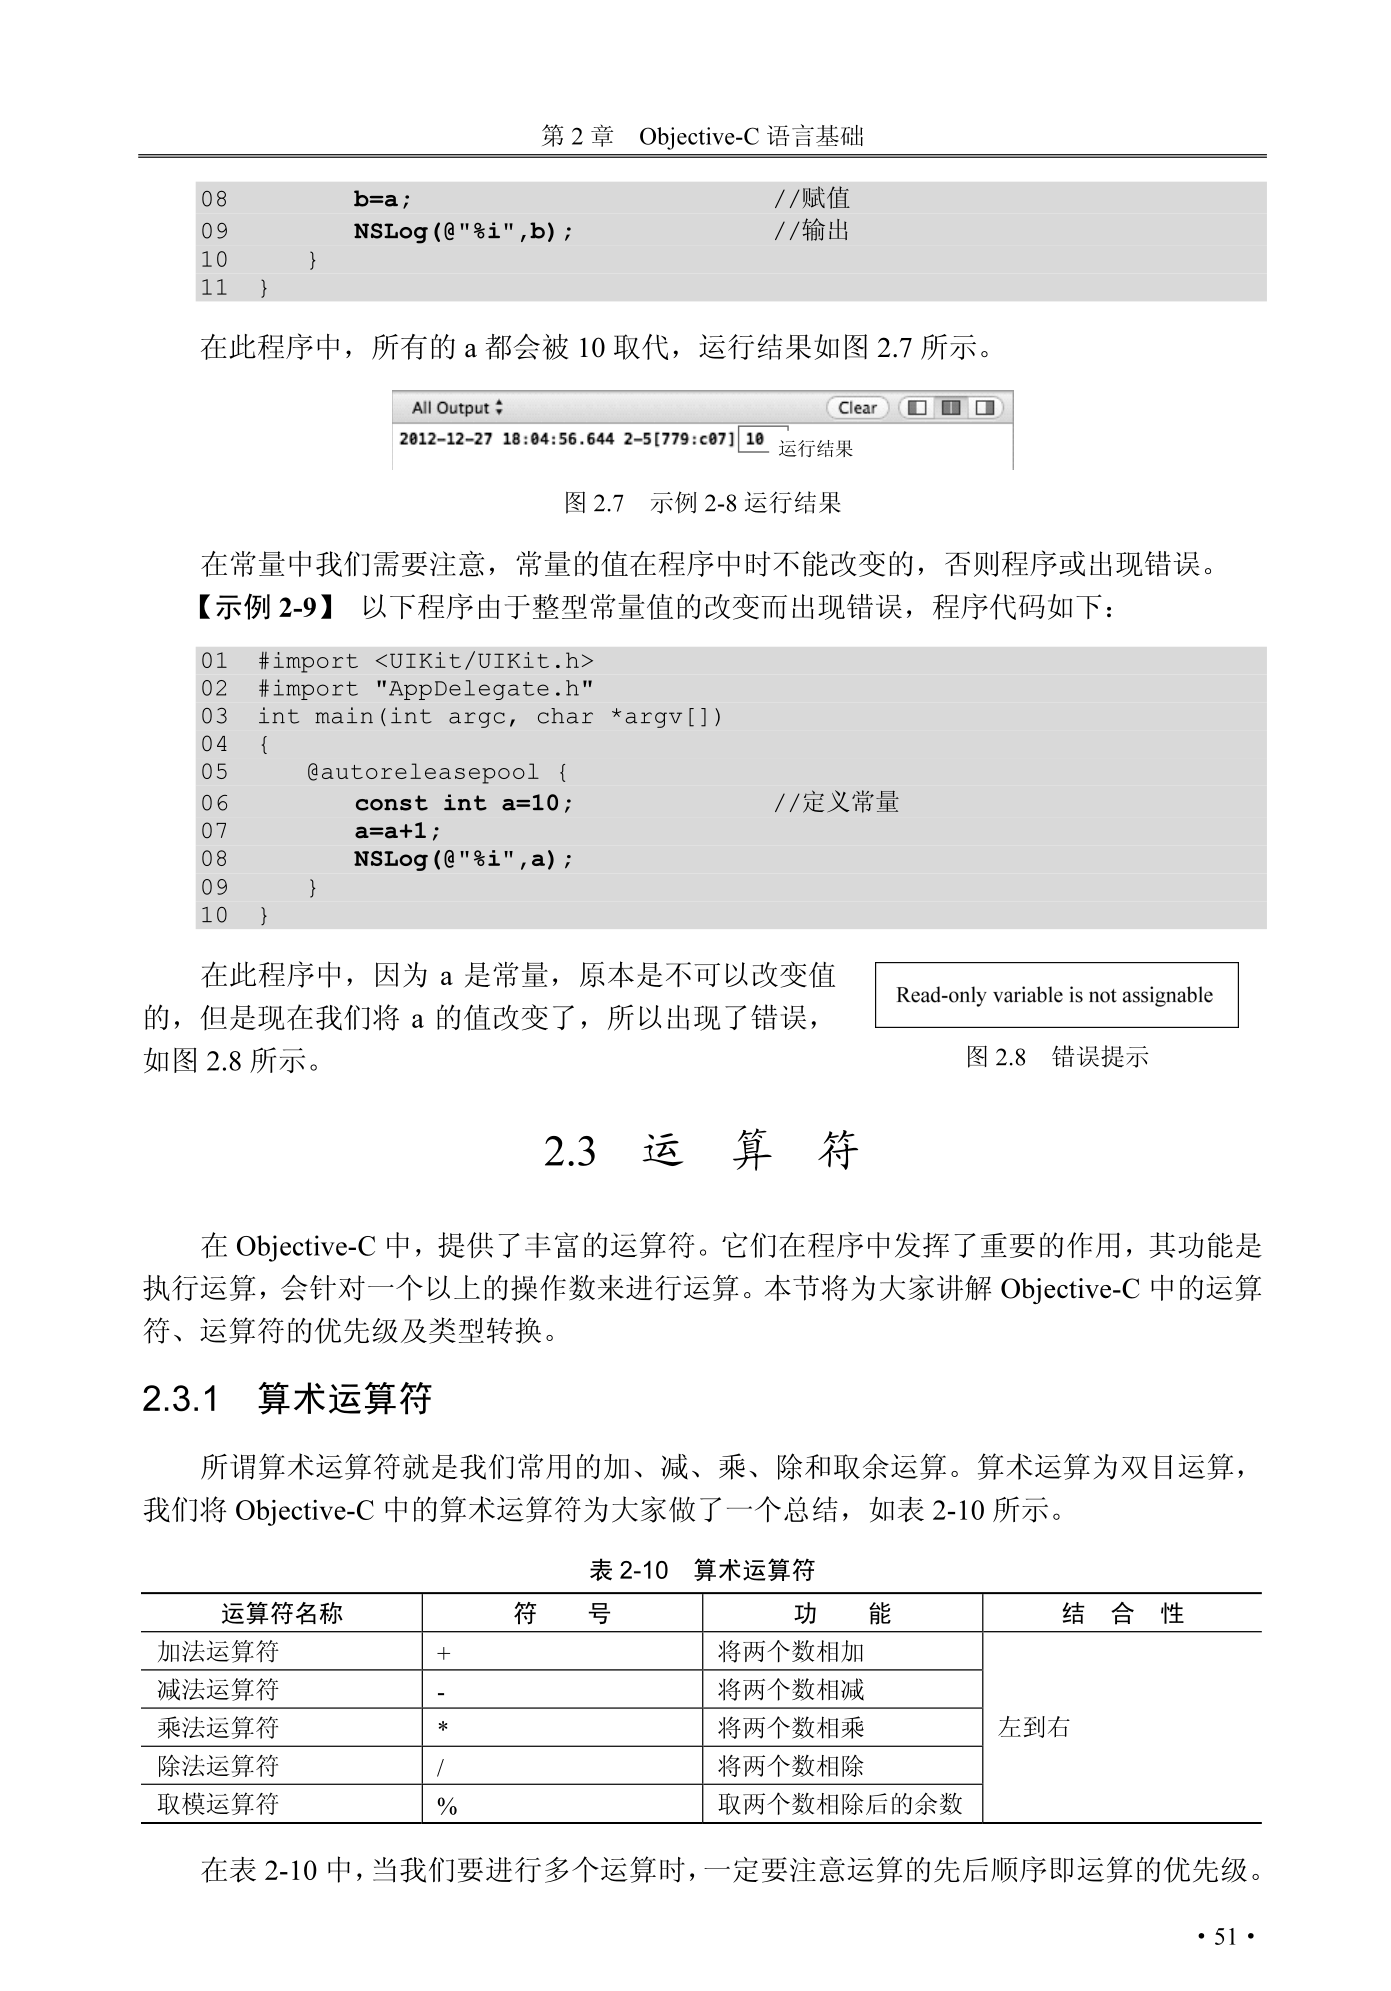 第 2 章 Objective-C 语言基础
08 b=a; //赋值
09 NSLog(@"%i",b); //输出
10 }
11 }
在此程序中，所有的 a 都会被 10 取代，运行结果如图 2.7 所示。
All Output Clear
2012-12-27 18:04:56.644 2-5[779:c07] 10 运行结果
图 2.7 示例 2-8 运行结果
在常量中我们需要注意，常量的值在程序中时不能改变的，否则程序或出现错误。
【示例 2-9】 以下程序由于整型常量值的改变而出现错误，程序代码如下：
01 #import <UIKit/UIKit.h>
02 #import "AppDelegate.h"
03 int main(int argc, char *argv[])
04 {
05 @autoreleasepool {
06 const int a=10; //定义常量
07 a=a+1;
08 NSLog(@"%i",a);
09 }
10 }
在此程序中，因为 a 是常量，原本是不可以改变值
的，但是现在我们将 a 的值改变了，所以出现了错误，
如图 2.8 所示。
Read-only variable is not assignable
图 2.8 错误提示
2.3 运 算 符
在 Objective-C 中，提供了丰富的运算符。它们在程序中发挥了重要的作用，其功能是
执行运算，会针对一个以上的操作数来进行运算。本节将为大家讲解 Objective-C 中的运算
符、运算符的优先级及类型转换。
2.3.1 算术运算符
所谓算术运算符就是我们常用的加、减、乘、除和取余运算。算术运算为双目运算，
我们将 Objective-C 中的算术运算符为大家做了一个总结，如表 2-10 所示。
表 2-10 算术运算符
运算符名称 符 号 功 能 结 合 性
加法运算符 + 将两个数相加
减法运算符 - 将两个数相减
乘法运算符 * 将两个数相乘 左到右
除法运算符 / 将两个数相除
取模运算符 % 取两个数相除后的余数
在表 2-10 中，当我们要进行多个运算时，一定要注意运算的先后顺序即运算的优先级。
• 51 •